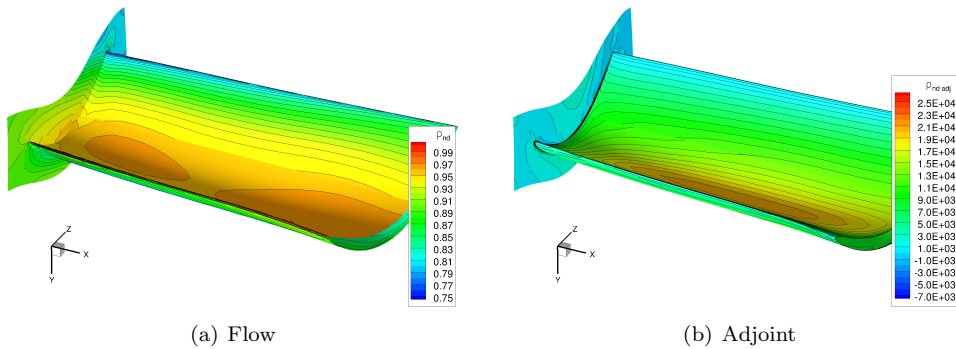 ρnd
0.99
0.97
0.95
0.93
0.91
0.89
0.87
0.85
0.83
0.81
0.79
0.77
0.75
Z
X
Y
(a) Flow
ρnd adj
2.5E+04
2.3E+04
2.1E+04
1.9E+04
1.7E+04
1.5E+04
1.3E+04
1.1E+04
9.0E+03
7.0E+03
5.0E+03
3.0E+03
1.0E+03
-1.0E+03
-3.0E+03
-5.0E+03
-7.0E+03
Z
X
Y
(b) Adjoint